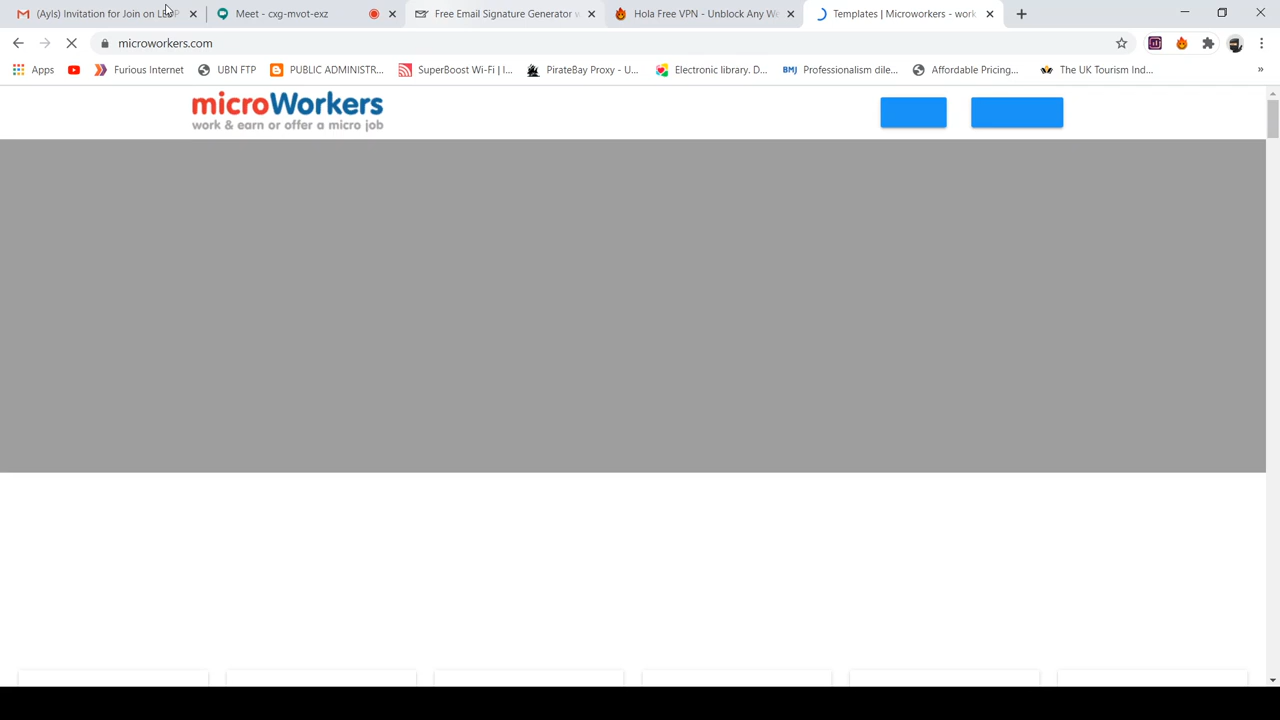 (Ayls) Invitation for Join on
Meet - cxg-mvot-exz
Free Email Signature Generator
Hola Free VPN - Unblock Any We
Templates | Microworkers - work
microworkers.com
Apps
Furious Internet
UBN FTP
PUBLIC ADMINISTR...
SuperBoost Wi-Fi | I...
PirateBay Proxy - U...
Electronic library. D...
BMJ
Professionalism dile...
Affordable Pricing,...
The UK Tourism Ind...
»
microWorkers
work & earn or offer a micro job